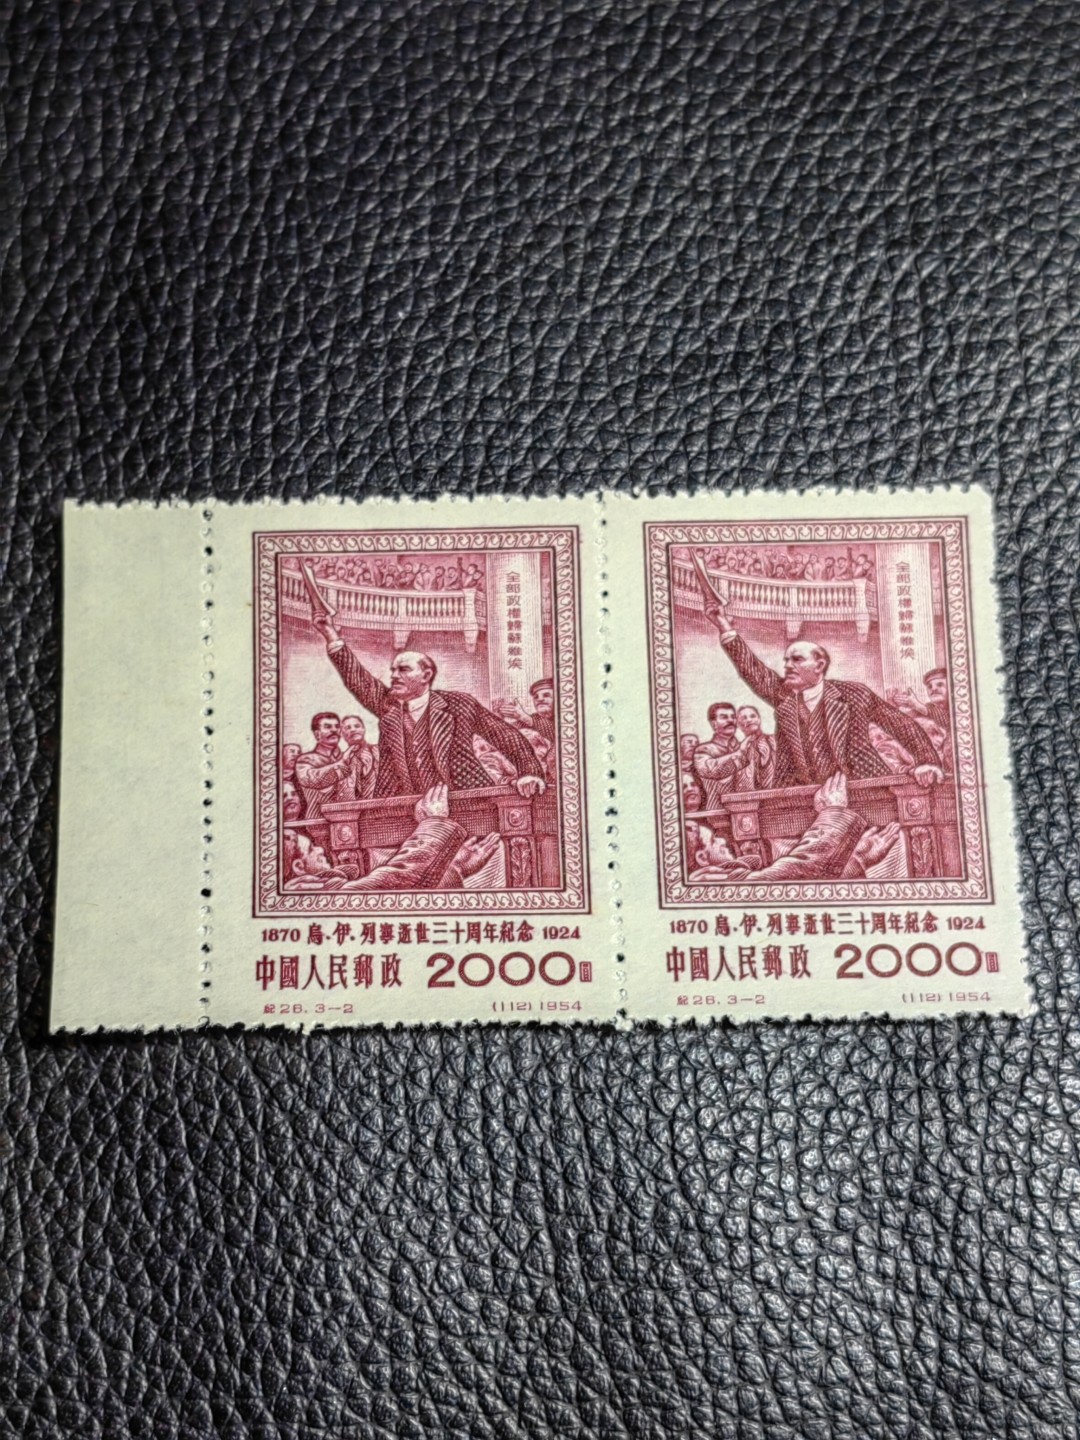 全部政權轉蘇維埃
1870 烏·伊·列寧逝世三十周年紀念 1924
中國人民郵政 2000圓
紀26. 3-2 (112) 1954
全部政權轉蘇維埃
1870 烏·伊·列寧逝世三十周年紀念 1924
中國人民郵政 2000圓
紀26. 3-2 (112) 1954